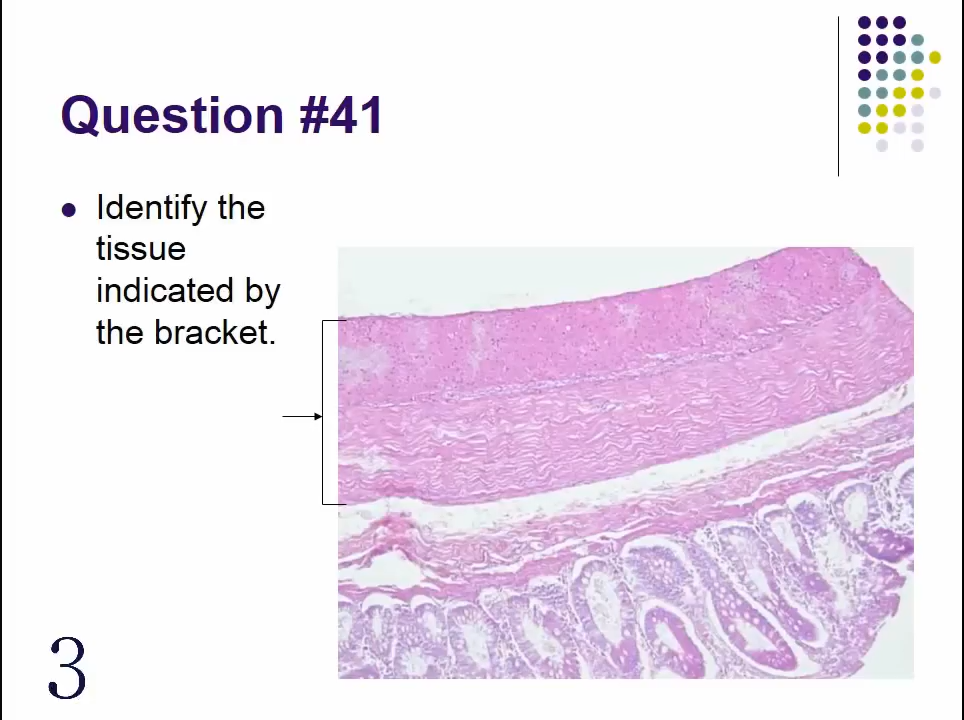 Question #41
Identify the
tissue
indicated by
the bracket.
3